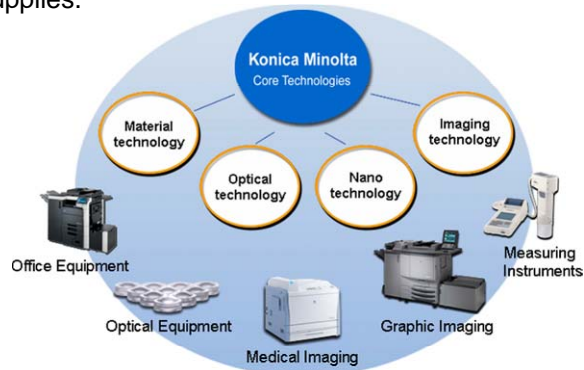 upplies.
Konica Minolta
Core Technologies
Material
technology
Imaging
technology
Optical
technology
Nano
technology
Office Equipment
Measuring
Instruments
Optical Equipment
Graphic Imaging
Medical Imaging